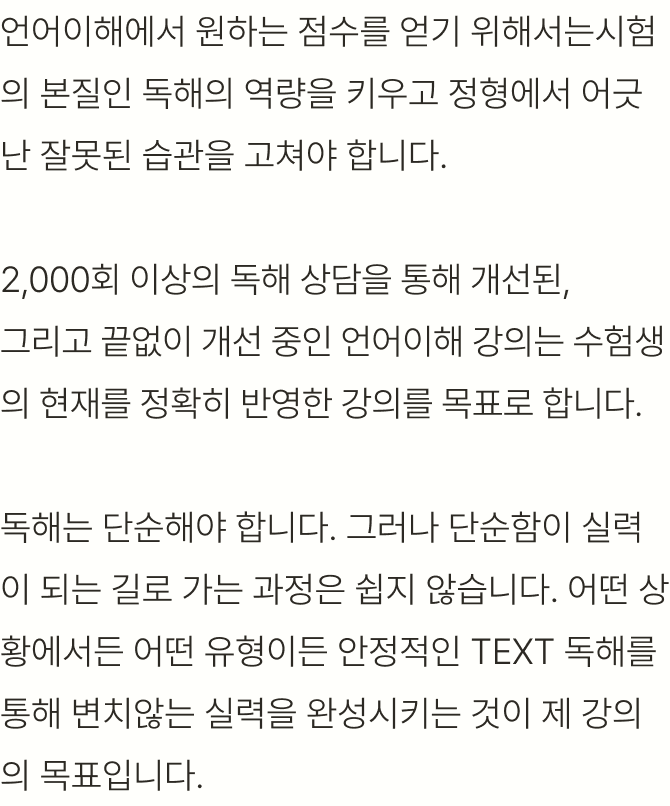 언어이해에서 원하는 점수를 얻기 위해서는시험
의 본질인 독해의 역량을 키우고 정형에서 어긋
난 잘못된 습관을 고쳐야 합니다.
2,000회 이상의 독해 상담을 통해 개선된,
그리고 끝없이 개선 중인 언어이해 강의는 수험생
의 현재를 정확히 반영한 강의를 목표로 합니다.
독해는 단순해야 합니다. 그러나 단순함이 실력
이 되는 길로 가는 과정은 쉽지 않습니다. 어떤 상
황에서든 어떤 유형이든 안정적인 TEXT 독해를
통해 변치않는 실력을 완성시키는 것이 제 강의
의 목표입니다.